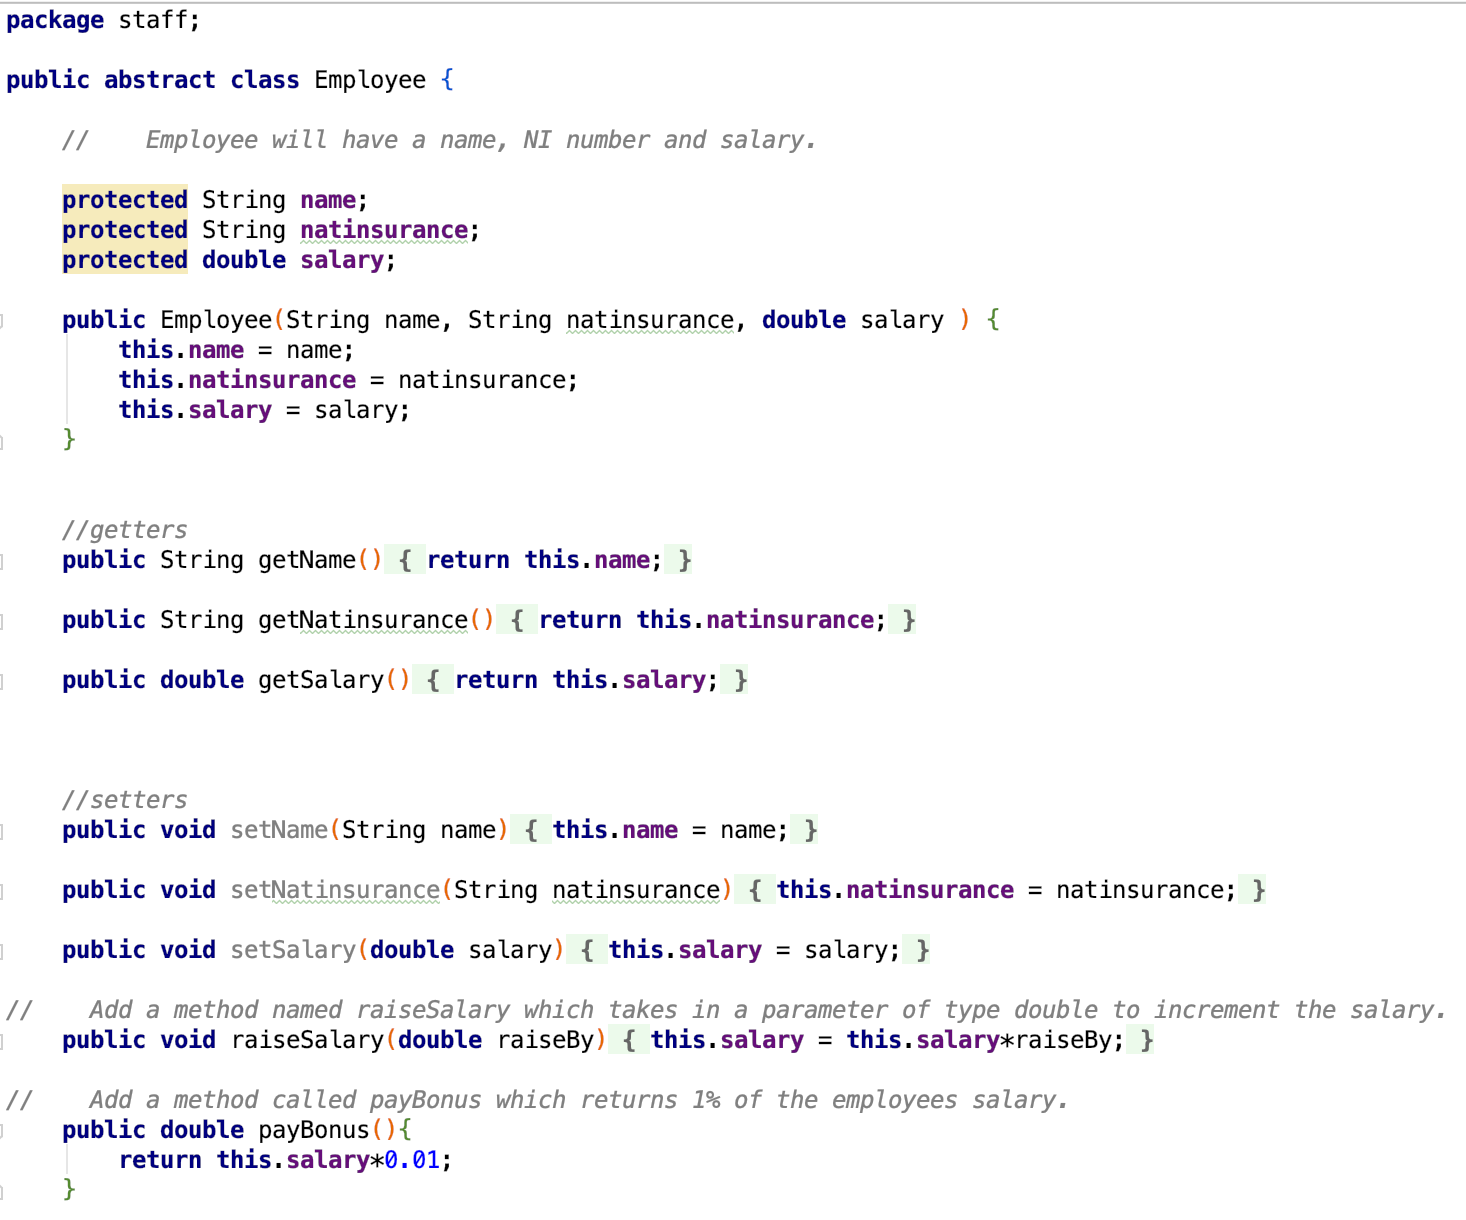 package staff;
public abstract class Employee {
//    Employee will have a name, NI number and salary.
protected String name;
protected String natinsurance;
protected double salary;
public Employee(String name, String natinsurance, double salary ) {
this.name = name;
this.natinsurance = natinsurance;
this.salary = salary;
}
//getters
public String getName() { return this.name; }
public String getNatinsurance() { return this.natinsurance; }
public double getSalary() { return this.salary; }
//setters
public void setName(String name) { this.name = name; }
public void setNatinsurance(String natinsurance) { this.natinsurance = natinsurance; }
public void setSalary(double salary) { this.salary = salary; }
//    Add a method named raiseSalary which takes in a parameter of type double to increment the salary.
public void raiseSalary(double raiseBy) { this.salary = this.salary*raiseBy; }
//    Add a method called payBonus which returns 1% of the employees salary.
public double payBonus(){
return this.salary*0.01;
}